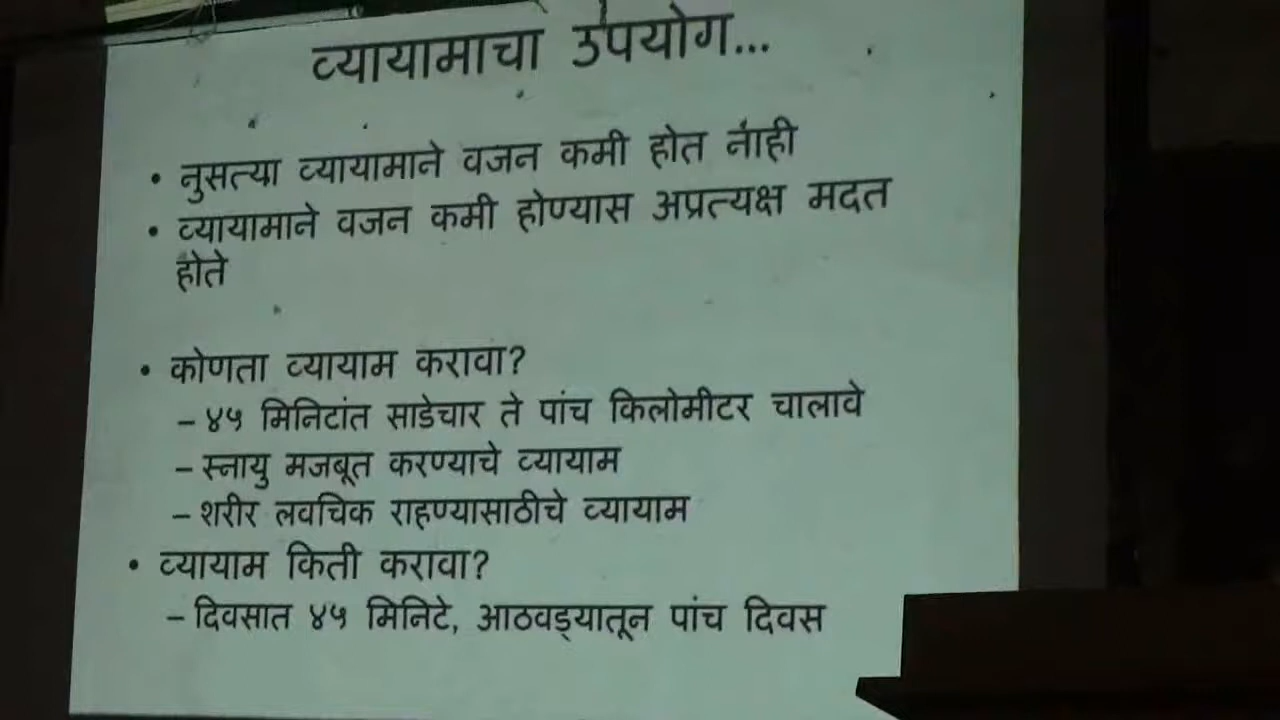 व्यायामाचा उपयोग...
• नुसत्या व्यायामाने वजन कमी होत नाही
• व्यायामाने वजन कमी होण्यास अप्रत्यक्ष मदत
होते
• कोणता व्यायाम करावा?
– ४५ मिनिटांत साडेचार ते पांच किलोमीटर चालावे
– स्नायु मजबूत करण्याचे व्यायाम
– शरीर लवचिक राहण्यासाठीचे व्यायाम
• व्यायाम किती करावा?
– दिवसात ४५ मिनिटे, आठवड्यातून पांच दिवस